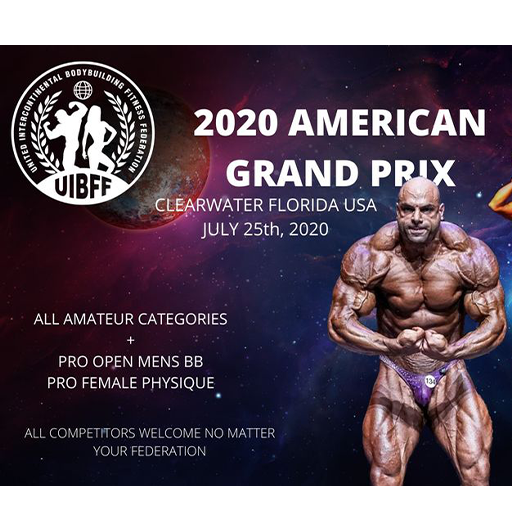 UNITED INTERCONTINENTAL BODYBUILDING FITNESS FEDERATION
UIBFF
2020 AMERICAN
GRAND PRIX
CLEARWATER FLORIDA USA
JULY 25th, 2020
ALL AMATEUR CATEGORIES
+
PRO OPEN MENS BB
PRO FEMALE PHYSIQUE
134
ALL COMPETITORS WELCOME NO MATTER
YOUR FEDERATION